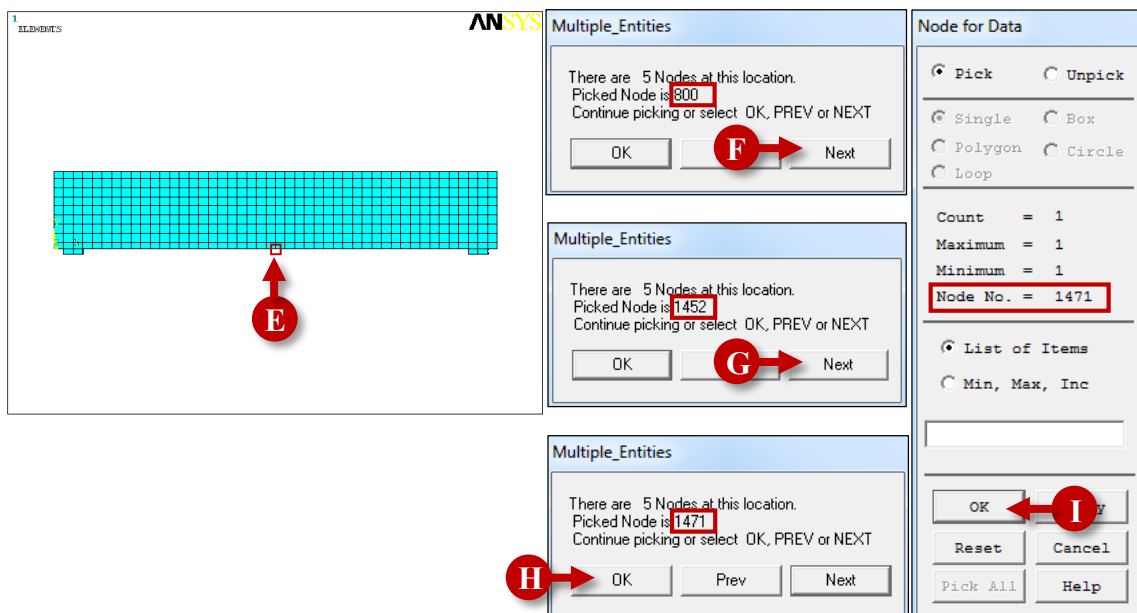 1
ELEMENTS
ANSYS
E
Multiple_Entities
There are 5 Nodes at this location.
Picked Node is 800
Continue picking or select OK, PREV or NEXT
OK
F
Next
Multiple_Entities
There are 5 Nodes at this location.
Picked Node is 1452
Continue picking or select OK, PREV or NEXT
OK
G
Next
Multiple_Entities
There are 5 Nodes at this location.
Picked Node is 1471
Continue picking or select OK, PREV or NEXT
H
OK Prev Next
Node for Data
Pick Unpick
Single Box
Polygon Circle
Loop
Count = 1
Maximum = 1
Minimum = 1
Node No. = 1471
List of Items
Min, Max, Inc
OK
I
Reset Cancel
Pick All Help